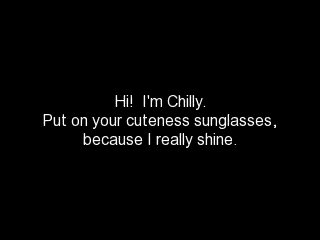 Hi!  I'm Chilly.
Put on your cuteness sunglasses,
because I really shine.